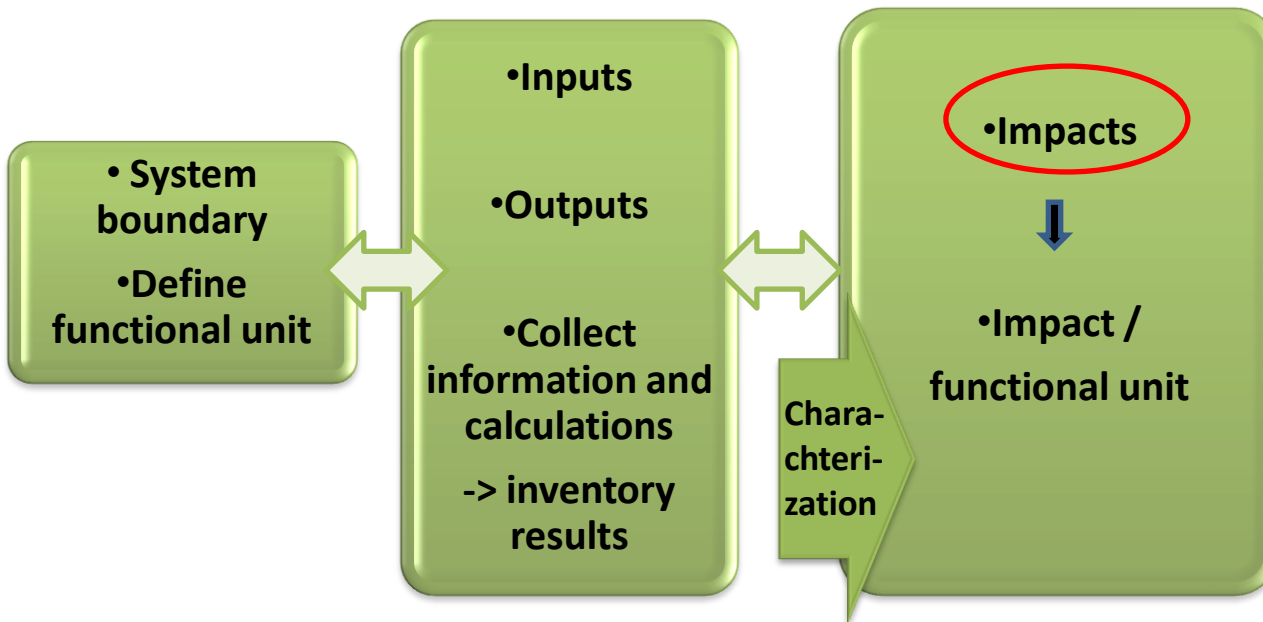 • System
boundary
•Define
functional unit
•Inputs
•Outputs
•Collect
information and
calculations
-> inventory
results
Chara-
chteri-
zation
•Impacts
•Impact /
functional unit